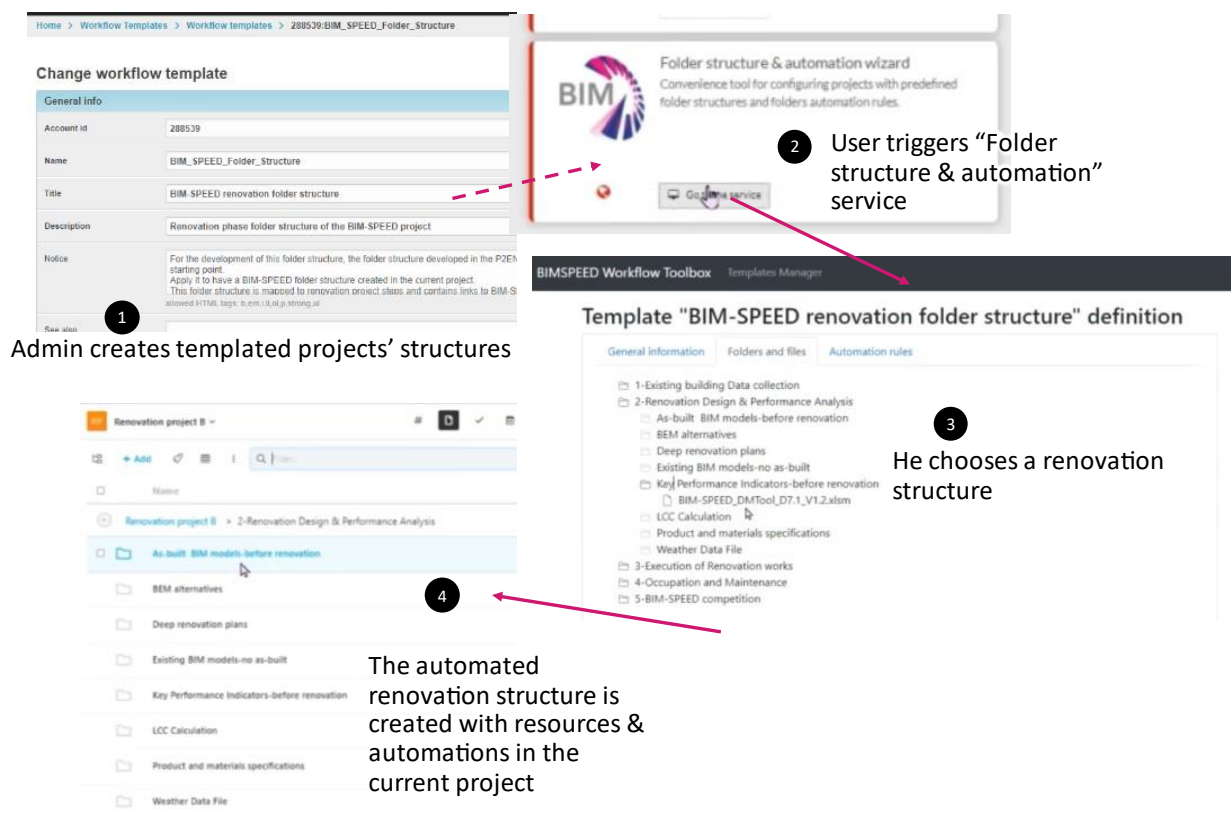 Home > Workflow Templates > Workflow templates > 288539:BIM_SPEED_Folder_Structure
Change workflow template
General info
Account id
288539
Name
BIM_SPEED_Folder_Structure
Title
BIM-SPEED renovation folder structure
Description
Renovation phase folder structure of the BIM-SPEED project
Notice
For the development of this folder structure, the folder structure developed in the P2EN
starting point.
Apply it to have a BIM-SPEED folder structure created in the current project.
This folder structure is mapped to renovation project steps and contains links to BIM-S
allowed HTML tags: b,em,i,li,ol,p,strong,ul
See also
1
Admin creates templated projects’ structures
BIM
Folder structure & automation wizard
Convenience tool for configuring projects with predefined
folder structures and folders automation rules.
Go to the service
2
User triggers “Folder
structure & automation”
service
BIMSPEED Workflow Toolbox Templates Manager
Template "BIM-SPEED renovation folder structure" definition
General information Folders and files Automation rules
1-Existing building Data collection
2-Renovation Design & Performance Analysis
As-built BIM models-before renovation
BEM alternatives
Deep renovation plans
Existing BIM models-no as-built
Key Performance Indicators-before renovation
BIM-SPEED_DMTool_D7.1_V1.2.xlsm
LCC Calculation
Product and materials specifications
Weather Data File
3-Execution of Renovation works
4-Occupation and Maintenance
5-BIM-SPEED competition
3
He chooses a renovation
structure
Renovation project B
+ Add
Name
Renovation project B > 2-Renovation Design & Performance Analysis
As-built BIM models-before renovation
BEM alternatives
Deep renovation plans
Existing BIM models-no as-built
Key Performance Indicators-before renovation
LCC Calculation
Product and materials specifications
Weather Data File
4
The automated
renovation structure is
created with resources &
automations in the
current project